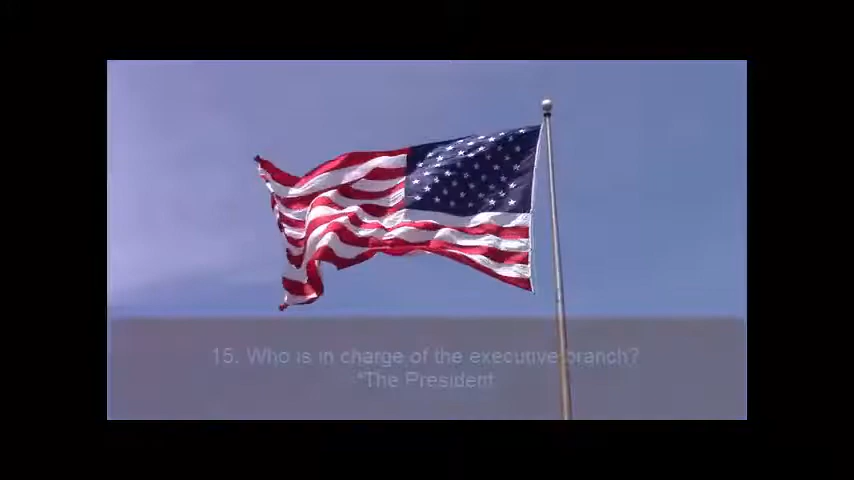 15. Who is in charge of the executive branch?
*The President